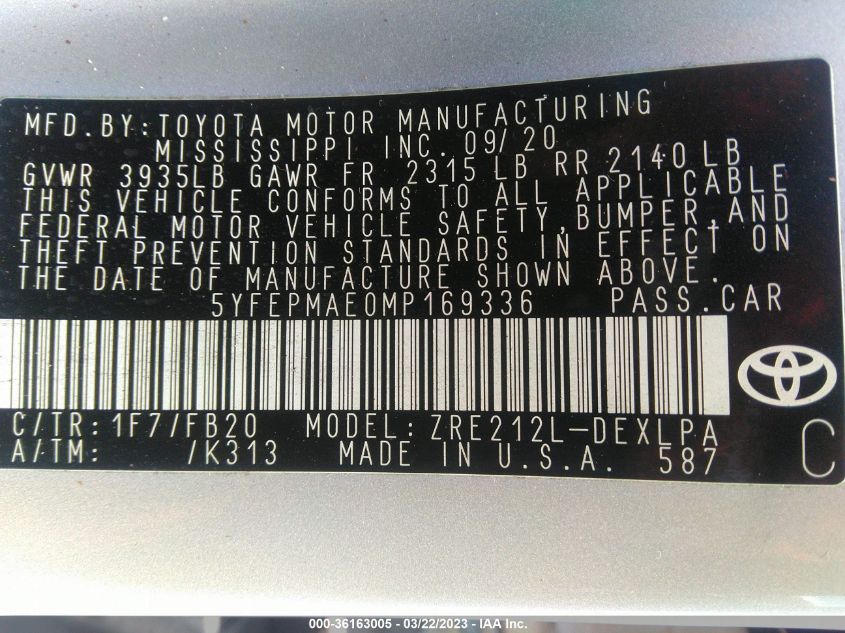 MFD.BY:TOYOTA MOTOR MANUFACTURING
MISSISSIPPI INC. 09/20
GVWR 3935LB GAWR FR 2315 LB RR 2140 LB
THIS VEHICLE CONFORMS TO ALL APPLICABLE
FEDERAL MOTOR VEHICLE SAFETY, BUMPER, AND
THEFT PREVENTION STANDARDS IN EFFECT ON
THE DATE OF MANUFACTURE SHOWN ABOVE.
5YFEPMAE0MP169336 PASS.CAR
C/TR:1F7/FB20 MODEL:ZRE212L-DEXLPA
A/TM: /K313 MADE IN U.S.A. 587 C
000-36163005 - 03/22/2023 - IAA Inc.